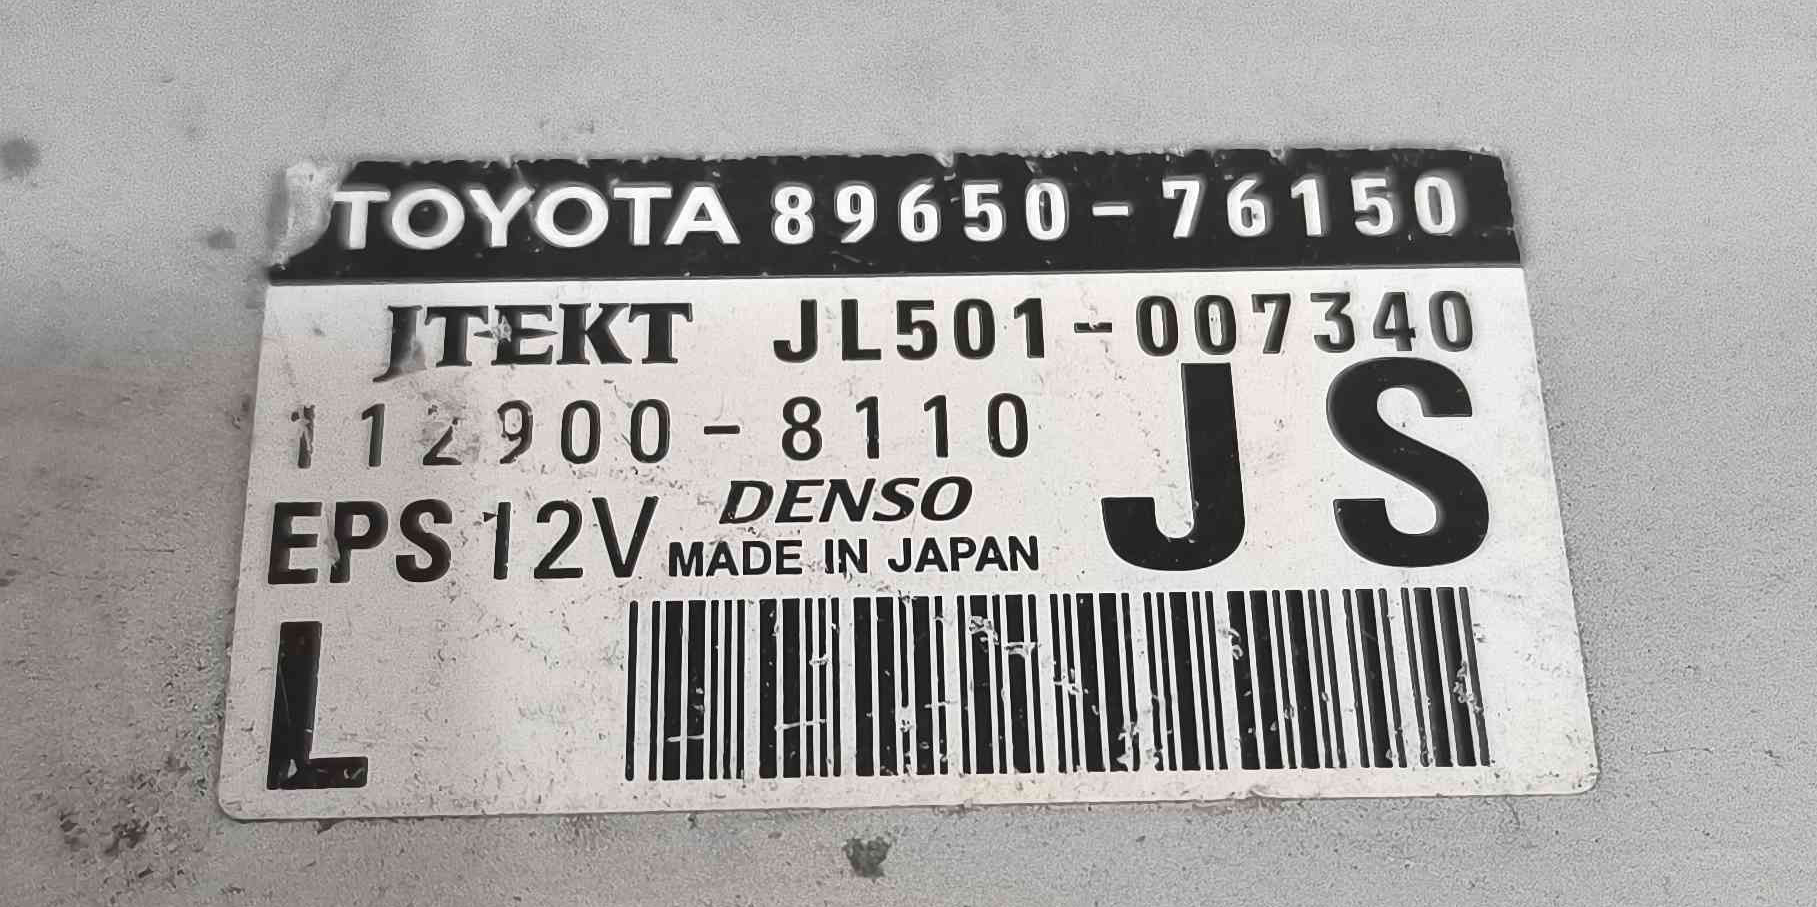 TOYOTA 89650-76150
JTEKT JL501-007340
112900-8110
JS
EPS 12V DENSO
MADE IN JAPAN
L